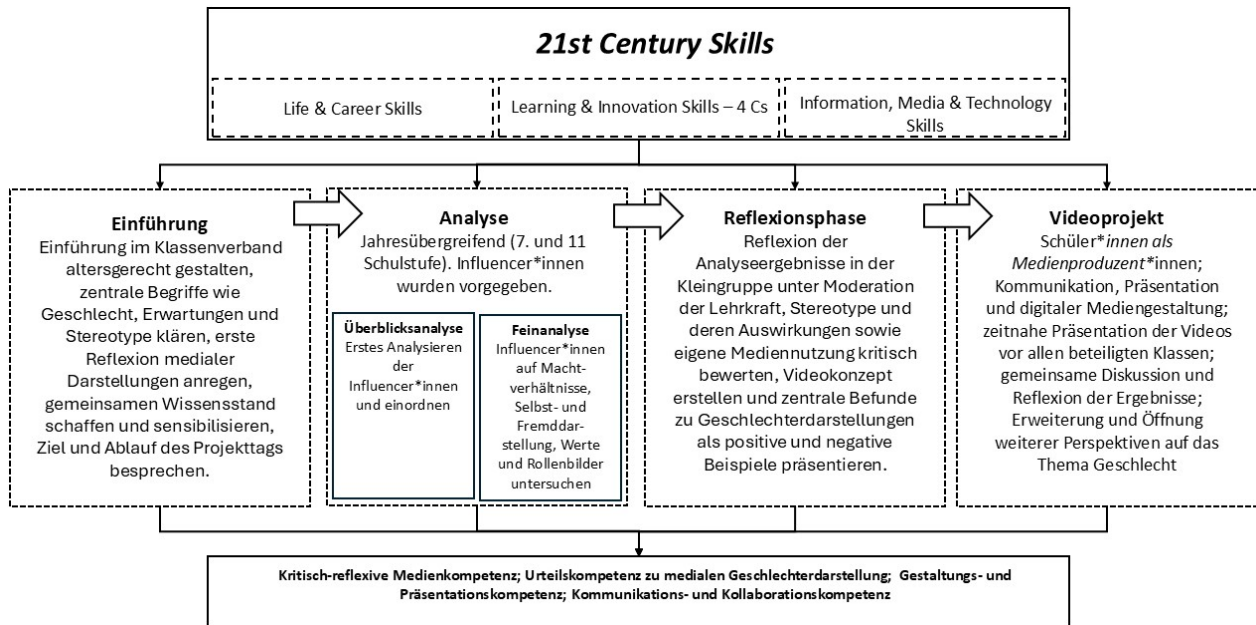 21st Century Skills
Life & Career Skills
Learning & Innovation Skills – 4 Cs
Information, Media & Technology
Skills
Einführung
Einführung im Klassenverband
altersgerecht gestalten,
zentrale Begriffe wie
Geschlecht, Erwartungen und
Stereotype klären, erste
Reflexion medialer
Darstellungen anregen,
gemeinsamen Wissensstand
schaffen und sensibilisieren,
Ziel und Ablauf des Projekttags
besprechen.
Analyse
Jahresübergreifend (7. und 11
Schulstufe). Influencer*innen
wurden vorgegeben.
Überblicksanalyse
Erstes Analysieren
der
Influencer*innen
und einordnen
Feinanalyse
Influencer*innen
auf Macht-
verhältnisse,
Selbst- und
Fremddar-
stellung, Werte
und Rollenbilder
untersuchen
Reflexionsphase
Reflexion der
Analyseergebnisse in der
Kleingruppe unter Moderation
der Lehrkraft, Stereotype und
deren Auswirkungen sowie
eigene Mediennutzung kritisch
bewerten, Videokonzept
erstellen und zentrale Befunde
zu Geschlechterdarstellungen
als positive und negative
Beispiele präsentieren.
Videoprojekt
Schüler*innen als
Medienproduzent*innen;
Kommunikation, Präsentation
und digitaler Mediengestaltung;
zeitnahe Präsentation der Videos
vor allen beteiligten Klassen;
gemeinsame Diskussion und
Reflexion der Ergebnisse;
Erweiterung und Öffnung
weiterer Perspektiven auf das
Thema Geschlecht
Kritisch-reflexive Medienkompetenz; Urteilskompetenz zu medialen Geschlechterdarstellung; Gestaltungs- und
Präsentationskompetenz; Kommunikations- und Kollaborationskompetenz